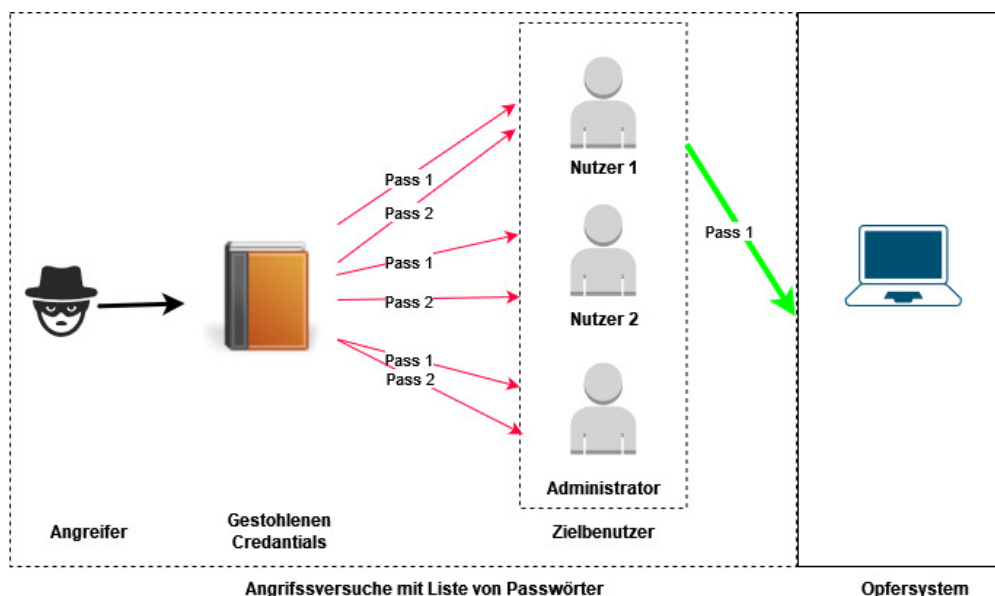 Nutzer 1
Pass 1
Pass 2
Pass 1
Pass 1
Pass 2
Nutzer 2
Pass 1
Pass 2
Administrator
Angreifer
Gestohlenen
Credantials
Zielbenutzer
Angrifssversuche mit Liste von Passwörter
Opfersystem